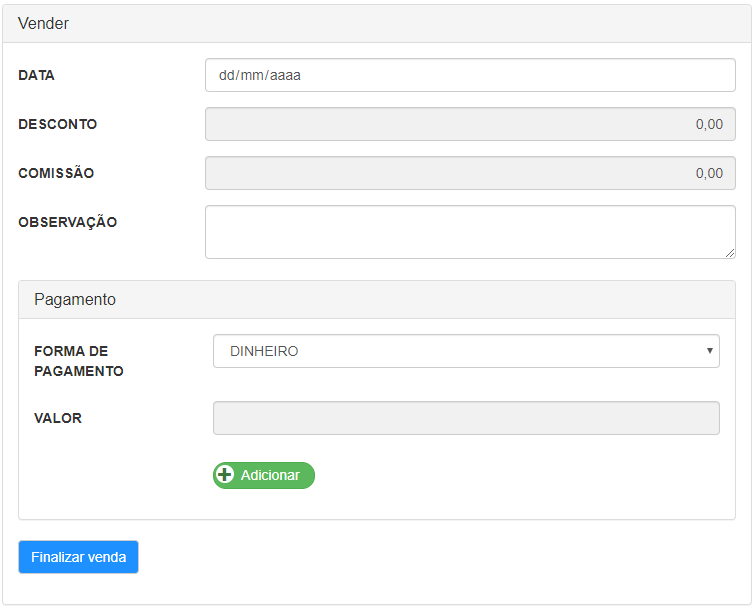 Vender
DATA
dd/mm/aaaa
DESCONTO
0,00
COMISSÃO
0,00
OBSERVAÇÃO
Pagamento
FORMA DE
PAGAMENTO
DINHEIRO
VALOR
Adicionar
Finalizar venda